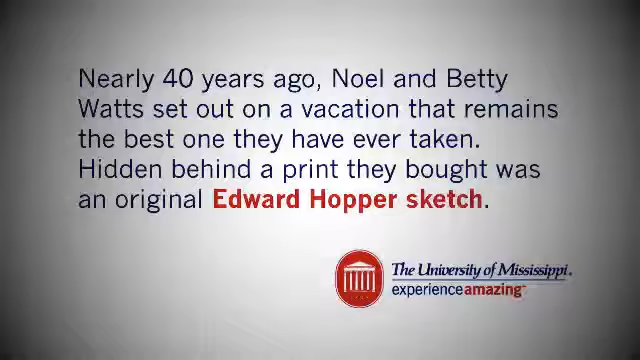 Nearly 40 years ago, Noel and Betty
Watts set out on a vacation that remains
the best one they have ever taken.
Hidden behind a print they bought was
an original Edward Hopper sketch.
The University of Mississippi.
experienceamazing